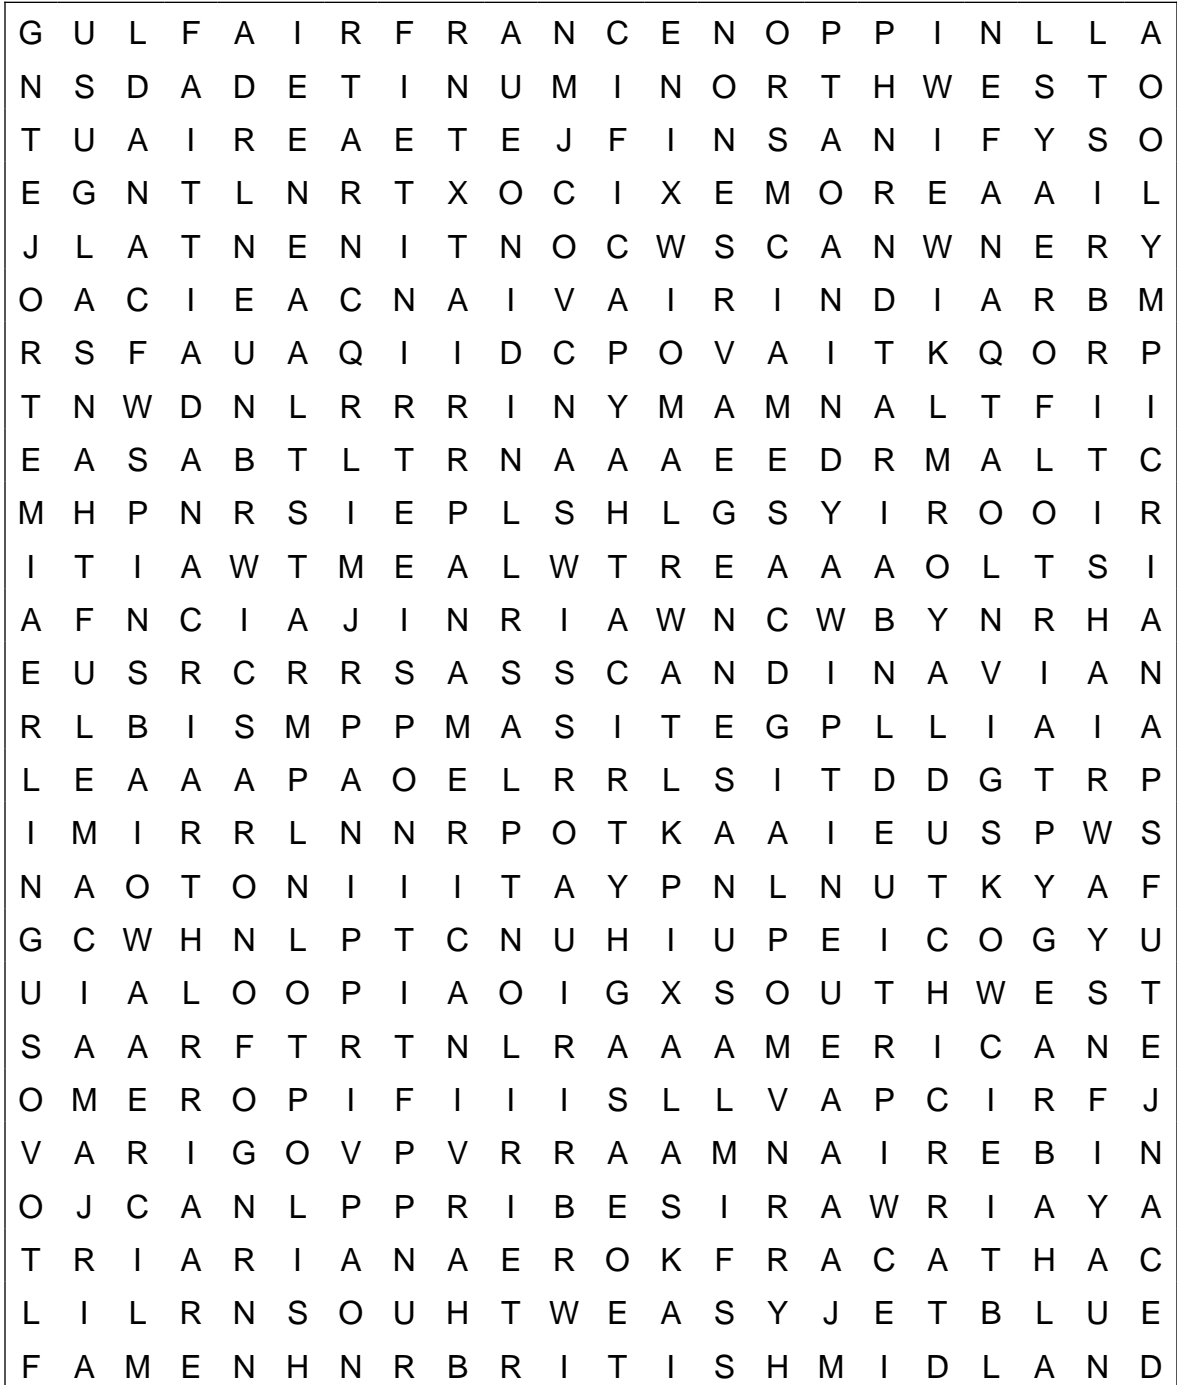 G U L F A I R F R A N C E N O P P I N L L A
N S D A D E T I N U M I N O R T H W E S T O
T U A I R E A E T E J F I N S A N I F Y S O
E G N T L N R T X O C I X E M O R E A A I L
J L A T N E N I T N O C W S C A N W N E R Y
O A C I E A C N A I V A I R I N D I A R B M
R S F A U A Q I I D C P O V A I T K Q O R P
T N W D N L R R R I N Y M A M N A L T F I I
E A S A B T L T R N A A A E E D R M A L T C
M H P N R S I E P L S H L G S Y I R O O I R
I T I A W T M E A L W T R E A A A O L T S I
A F N C I A J I N R I A W N C W B Y N R H A
E U S R C R R S A S S C A N D I N A V I A N
R L B I S M P P M A S I T E G P L L I A I A
L E A A A P A O E L R R L S I T D D G T R P
I M I R R L N N R P O T K A A I E U S P W S
N A O T O N I I I T A Y P N L N U T K Y A F
G C W H N L P T C N U H I U P E I C O G Y U
U I A L O O P I A O I G X S O U T H W E S T
S A A R F T R T N L R A A A M E R I C A N E
O M E R O P I F I I I S L L V A P C I R F J
V A R I G O V P V R R A A M N A I R E B I N
O J C A N L P P R I B E S I R A W R I A Y A
T R I A R I A N A E R O K F R A C A T H A C
L I L R N S O U H T W E A S Y J E T B L U E
F A M E N H N R B R I T I S H M I D L A N D